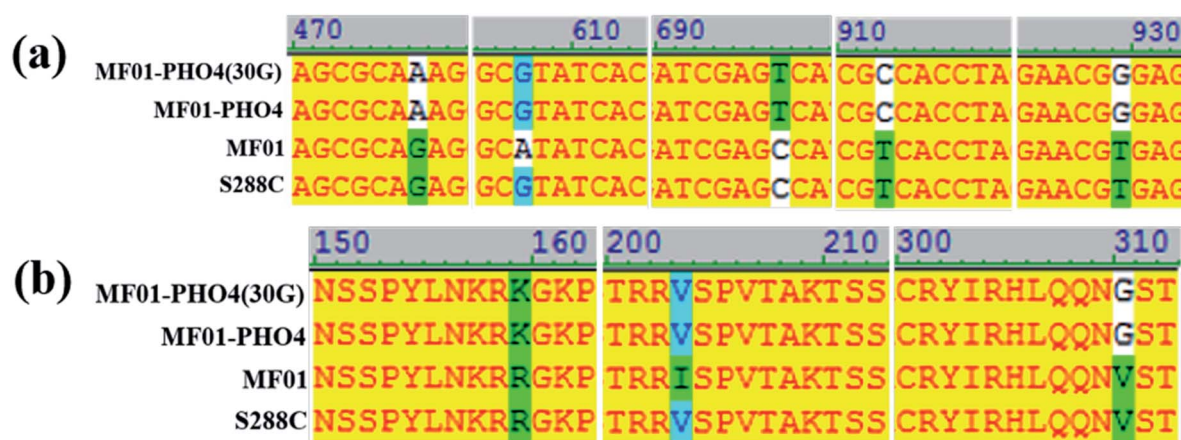 (a)
470 610 690 910 930
MF01-PHO4(30G) AGCGCAAAG GCGTATCAC ATCGAGTCA CGCCACCTA GAACGGGAG
MF01-PHO4 AGCGCAAAG GCGTATCAC ATCGAGTCA CGCCACCTA GAACGGGAG
MF01 AGCGCAGAG GCATATCAC ATCGAGCCA CGTCACCTA GAACGTGAG
S288C AGCGCAGAG GCGTATCAC ATCGAGCCA CGTCACCTA GAACGTGAG
(b)
150 160 200 210 300 310
MF01-PHO4(30G) NSSPYLNKRKGKP TRRVSPVTAKTSS CRYIRHLQQNGST
MF01-PHO4 NSSPYLNKRKGKP TRRVSPVTAKTSS CRYIRHLQQNGST
MF01 NSSPYLNKRRGKP TRRISPVTAKTSS CRYIRHLQQNVST
S288C NSSPYLNKRRGKP TRRVSPVTAKTSS CRYIRHLQQNVST